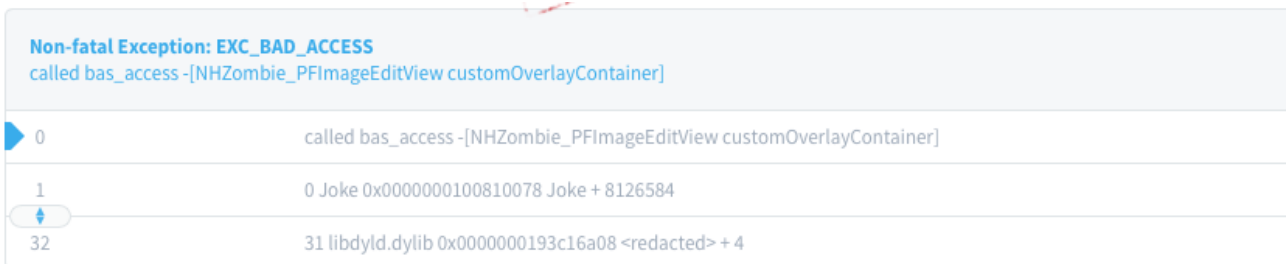 Non-fatal Exception: EXC_BAD_ACCESS
called bas_access -[NHZombie_PFImageEditView customOverlayContainer]
0 called bas_access -[NHZombie_PFImageEditView customOverlayContainer]
1 0 Joke 0x0000000100810078 Joke + 8126584
32 31 libdyld.dylib 0x0000000193c16a08 <redacted> + 4